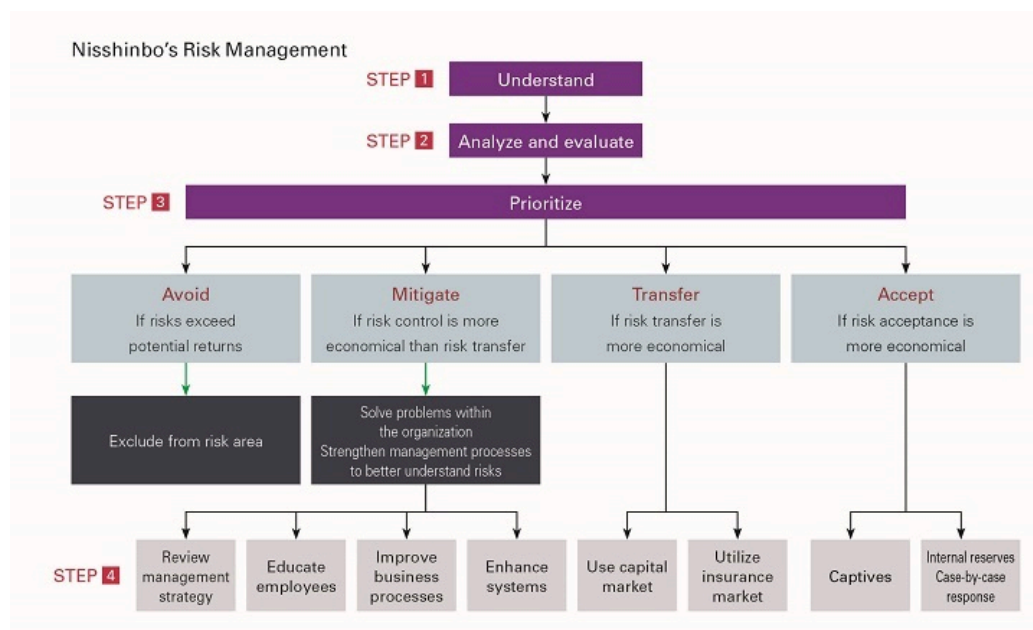 Nisshinbo's Risk Management
STEP 1
Understand
STEP 2
Analyze and evaluate
STEP 3
Prioritize
Avoid
If risks exceed
potential returns
Mitigate
If risk control is more
economical than risk transfer
Transfer
If risk transfer is
more economical
Accept
If risk acceptance is
more economical
Exclude from risk area
Solve problems within
the organization
Strengthen management processes
to better understand risks
STEP 4
Review
management
strategy
Educate
employees
Improve
business
processes
Enhance
systems
Use capital
market
Utilize
insurance
market
Captives
Internal reserves
Case-by-case
response